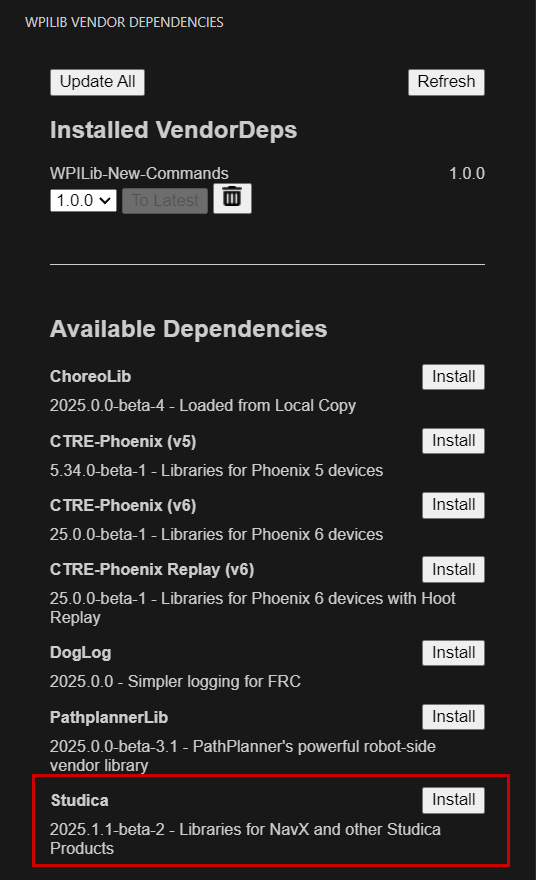 WPILIB VENDOR DEPENDENCIES
Update All
Refresh
Installed VendorDeps
WPILib-New-Commands
1.0.0
1.0.0
To Latest
Available Dependencies
ChoreoLib
Install
2025.0.0-beta-4 - Loaded from Local Copy
CTRE-Phoenix (v5)
Install
5.34.0-beta-1 - Libraries for Phoenix 5 devices
CTRE-Phoenix (v6)
Install
25.0.0-beta-1 - Libraries for Phoenix 6 devices
CTRE-Phoenix Replay (v6)
Install
25.0.0-beta-1 - Libraries for Phoenix 6 devices with Hoot
Replay
DogLog
Install
2025.0.0 - Simpler logging for FRC
PathplannerLib
Install
2025.0.0-beta-3.1 - PathPlanner's powerful robot-side
vendor library
Studica
Install
2025.1.1-beta-2 - Libraries for NavX and other Studica
Products